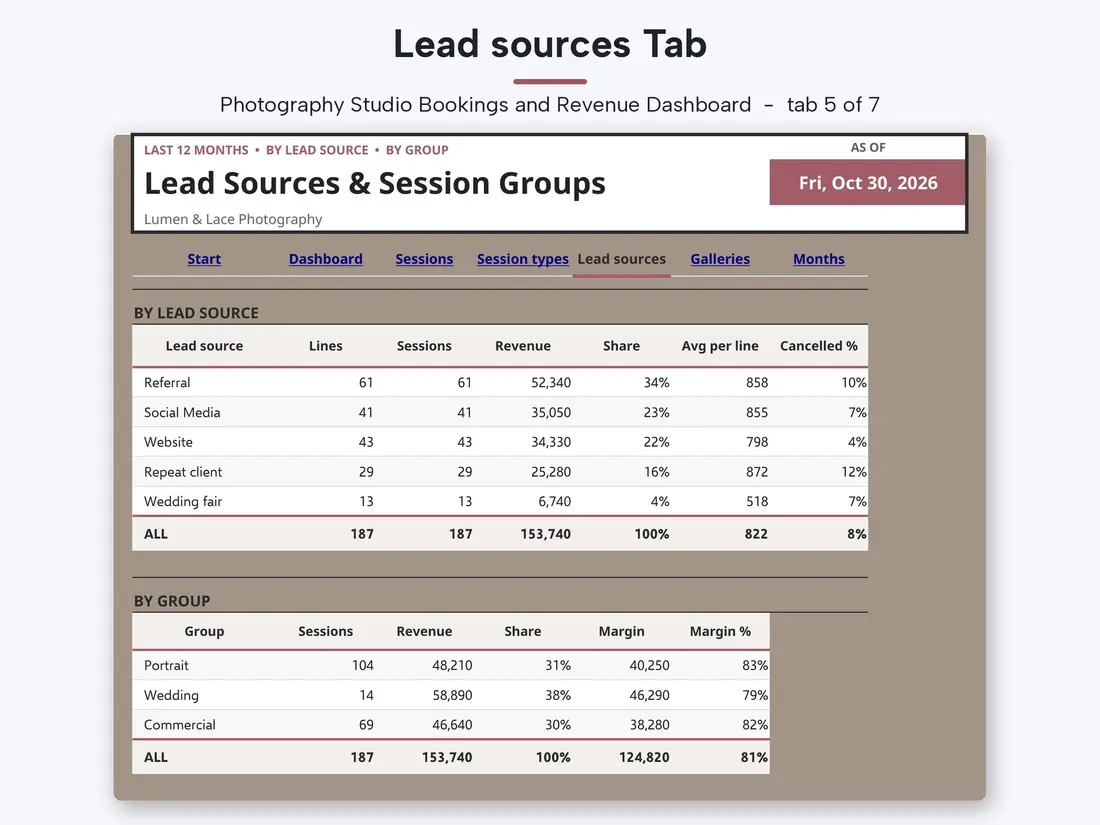 Lead sources Tab
Photography Studio Bookings and Revenue Dashboard - tab 5 of 7
LAST 12 MONTHS • BY LEAD SOURCE • BY GROUP
AS OF
Lead Sources & Session Groups
Fri, Oct 30, 2026
Lumen & Lace Photography
Start Dashboard Sessions Session types Lead sources Galleries Months
BY LEAD SOURCE
Lead source Lines Sessions Revenue Share Avg per line Cancelled %
Referral 61 61 52,340 34% 858 10%
Social Media 41 41 35,050 23% 855 7%
Website 43 43 34,330 22% 798 4%
Repeat client 29 29 25,280 16% 872 12%
Wedding fair 13 13 6,740 4% 518 7%
ALL 187 187 153,740 100% 822 8%
BY GROUP
Group Sessions Revenue Share Margin Margin %
Portrait 104 48,210 31% 40,250 83%
Wedding 14 58,890 38% 46,290 79%
Commercial 69 46,640 30% 38,280 82%
ALL 187 153,740 100% 124,820 81%